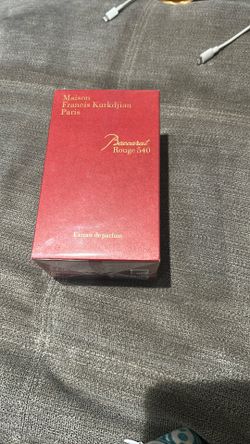 Maison
Francis Kurkdjian
Paris
Baccarat
Rouge 540
Extrait de parfum